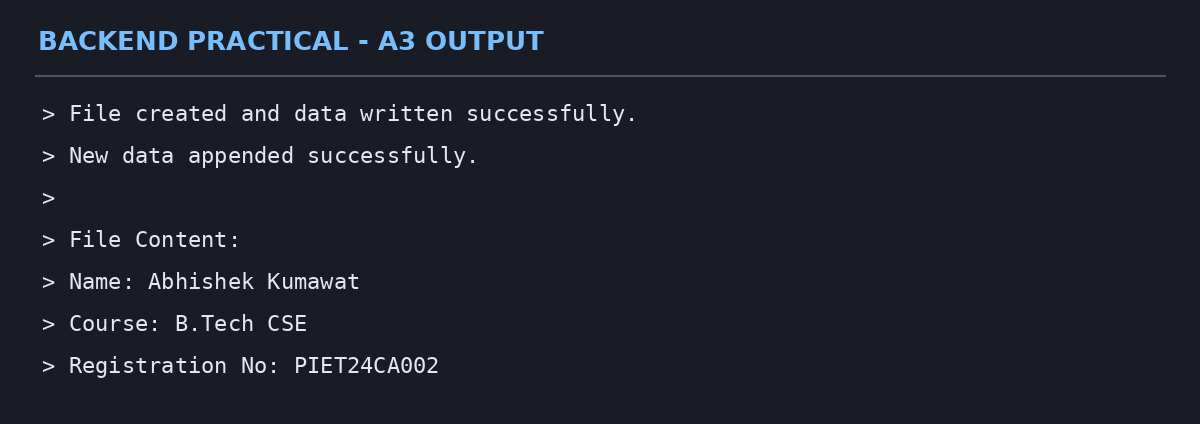 BACKEND PRACTICAL - A3 OUTPUT
> File created and data written successfully.
> New data appended successfully.
>
> File Content:
> Name: Abhishek Kumawat
> Course: B.Tech CSE
> Registration No: PIET24CA002